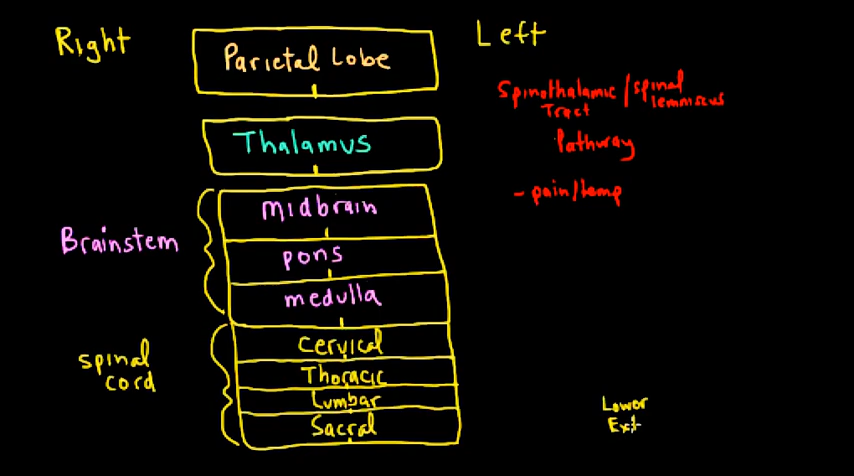 Right
Left
Parietal Lobe
Spinothalamic/spinal
Tract lemniscus
Pathway
Thalamus
- pain/temp
midbrain
Brainstem
pons
medulla
Cervical
spinal
cord
Thoracic
Lumbar
Sacral
Lower
Ext